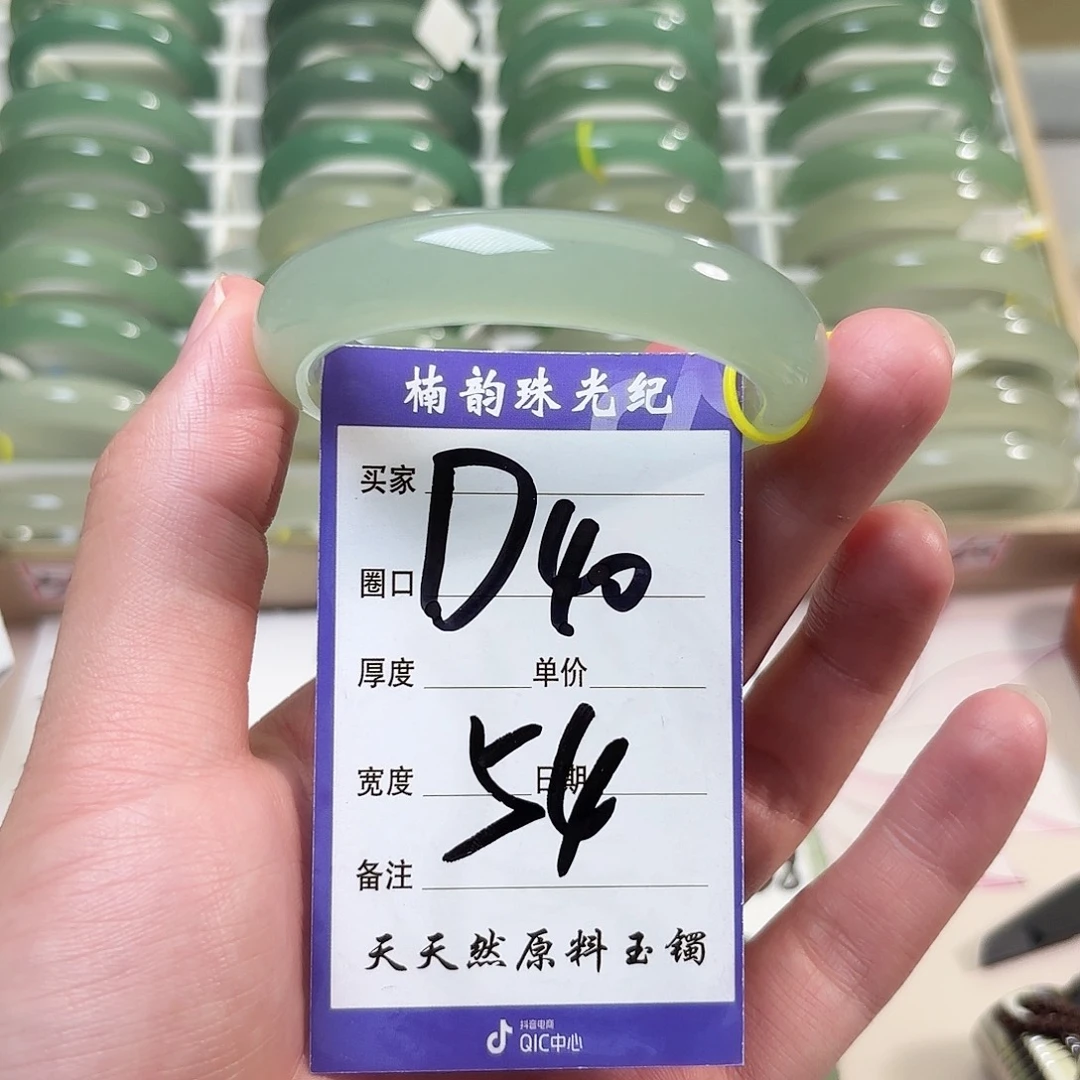 楠韵珠光纪
买家
D40
圈口
厚度 单价
54
宽度 日期
备注
天天然原料玉镯
抖音电商
QIC中心